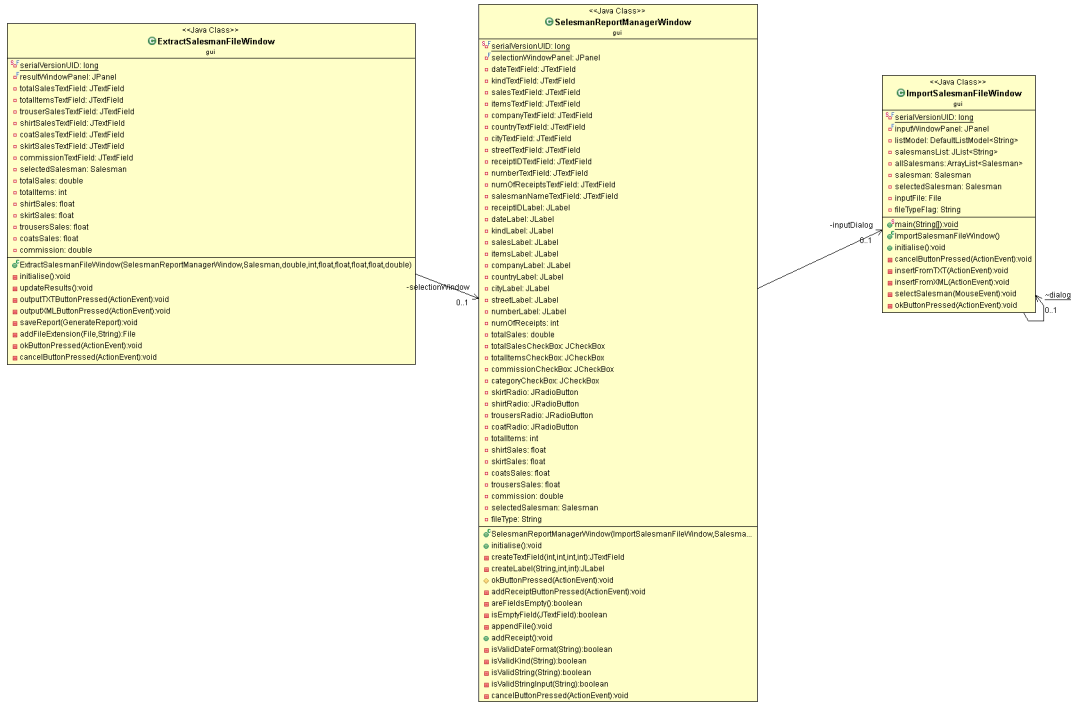 <<Java Class>>
ExtractSalesmanFileWindow
gui
serialVersionUID: long
resultWindowPanel: JPanel
totalSalesTextField: JTextField
totalItemsTextField: JTextField
trouserSalesTextField: JTextField
shirtSalesTextField: JTextField
coatSalesTextField: JTextField
skirtSalesTextField: JTextField
commissionTextField: JTextField
selectedSalesman: Salesman
totalSales: double
totalItems: int
shirtSales: float
skirtSales: float
trousersSales: float
coatsSales: float
commission: double
ExtractSalesmanFileWindow(SelesmanReportManagerWindow,Salesman,double,int,float,float,float,float,double)
initialise():void
updateResults():void
outputTXTButtonPressed(ActionEvent):void
outputXMLButtonPressed(ActionEvent):void
saveReport(GenerateReport):void
addFileExtension(File,String):File
okButtonPressed(ActionEvent):void
cancelButtonPressed(ActionEvent):void
-selectionWindow
0..1
<<Java Class>>
SelesmanReportManagerWindow
gui
serialVersionUID: long
selectionWindowPanel: JPanel
dateTextField: JTextField
kindTextField: JTextField
salesTextField: JTextField
itemsTextField: JTextField
companyTextField: JTextField
countryTextField: JTextField
cityTextField: JTextField
streetTextField: JTextField
receiptIDTextField: JTextField
numberTextField: JTextField
numOfReceiptsTextField: JTextField
salesmanNameTextField: JTextField
receiptIDLabel: JLabel
dateLabel: JLabel
kindLabel: JLabel
salesLabel: JLabel
itemsLabel: JLabel
companyLabel: JLabel
countryLabel: JLabel
cityLabel: JLabel
streetLabel: JLabel
numberLabel: JLabel
numOfReceipts: int
totalSales: double
totalSalesCheckBox: JCheckBox
totalItemsCheckBox: JCheckBox
commissionCheckBox: JCheckBox
categoryCheckBox: JCheckBox
skirtRadio: JRadioButton
shirtRadio: JRadioButton
trousersRadio: JRadioButton
coatRadio: JRadioButton
totalItems: int
shirtSales: float
skirtSales: float
coatsSales: float
trousersSales: float
commission: double
selectedSalesman: Salesman
fileType: String
SelesmanReportManagerWindow(ImportSalesmanFileWindow,Salesma...
initialise():void
createTextField(int,int,int,int):JTextField
createLabel(String,int,int):JLabel
okButtonPressed(ActionEvent):void
addReceiptButtonPressed(ActionEvent):void
areFieldsEmpty():boolean
isEmptyField(JTextField):boolean
appendFile():void
addReceipt():void
isValidDateFormat(String):boolean
isValidKind(String):boolean
isValidString(String):boolean
isValidStringInput(String):boolean
cancelButtonPressed(ActionEvent):void
-inputDialog
0..1
<<Java Class>>
ImportSalesmanFileWindow
gui
serialVersionUID: long
inputWindowPanel: JPanel
listModel: DefaultListModel<String>
salesmansList: JList<String>
allSalesmans: ArrayList<Salesman>
salesman: Salesman
selectedSalesman: Salesman
inputFile: File
fileTypeFlag: String
main(String[]):void
ImportSalesmanFileWindow()
initialise():void
cancelButtonPressed(ActionEvent):void
insertFromTXT(ActionEvent):void
insertFromXML(ActionEvent):void
selectSalesman(MouseEvent):void
okButtonPressed(ActionEvent):void
~dialog
0..1